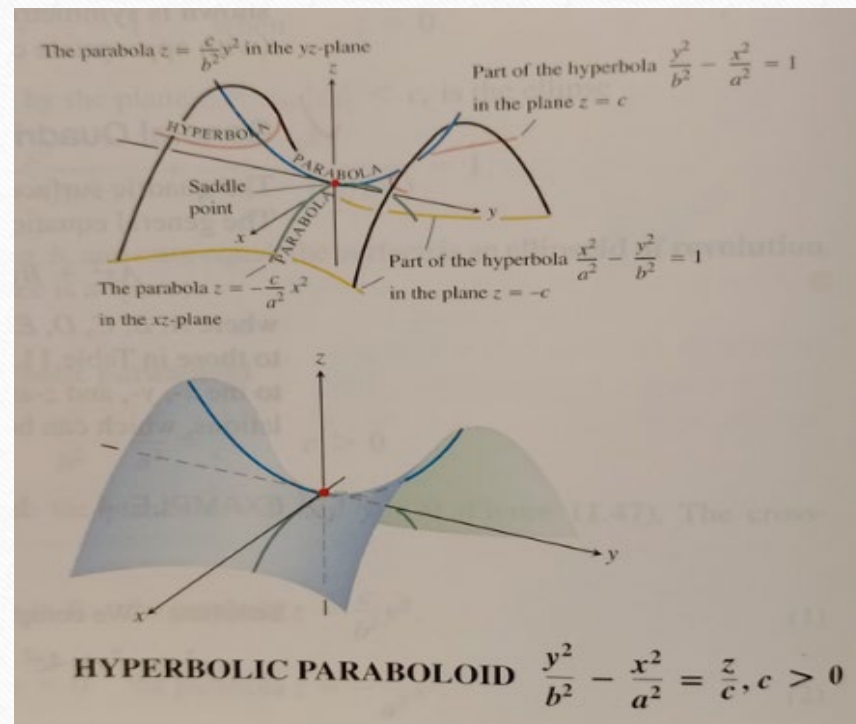 The parabola z = c/b² y² in the yz-plane
z
Part of the hyperbola y²/b² − x²/a² = 1
in the plane z = c
HYPERBOLA
PARABOLA
Saddle
point
PARABOLA
y
x
Part of the hyperbola x²/a² − y²/b² = 1
in the plane z = −c
The parabola z = −c/a² x²
in the xz-plane
z
y
x
HYPERBOLIC PARABOLOID y²/b² − x²/a² = z/c, c > 0